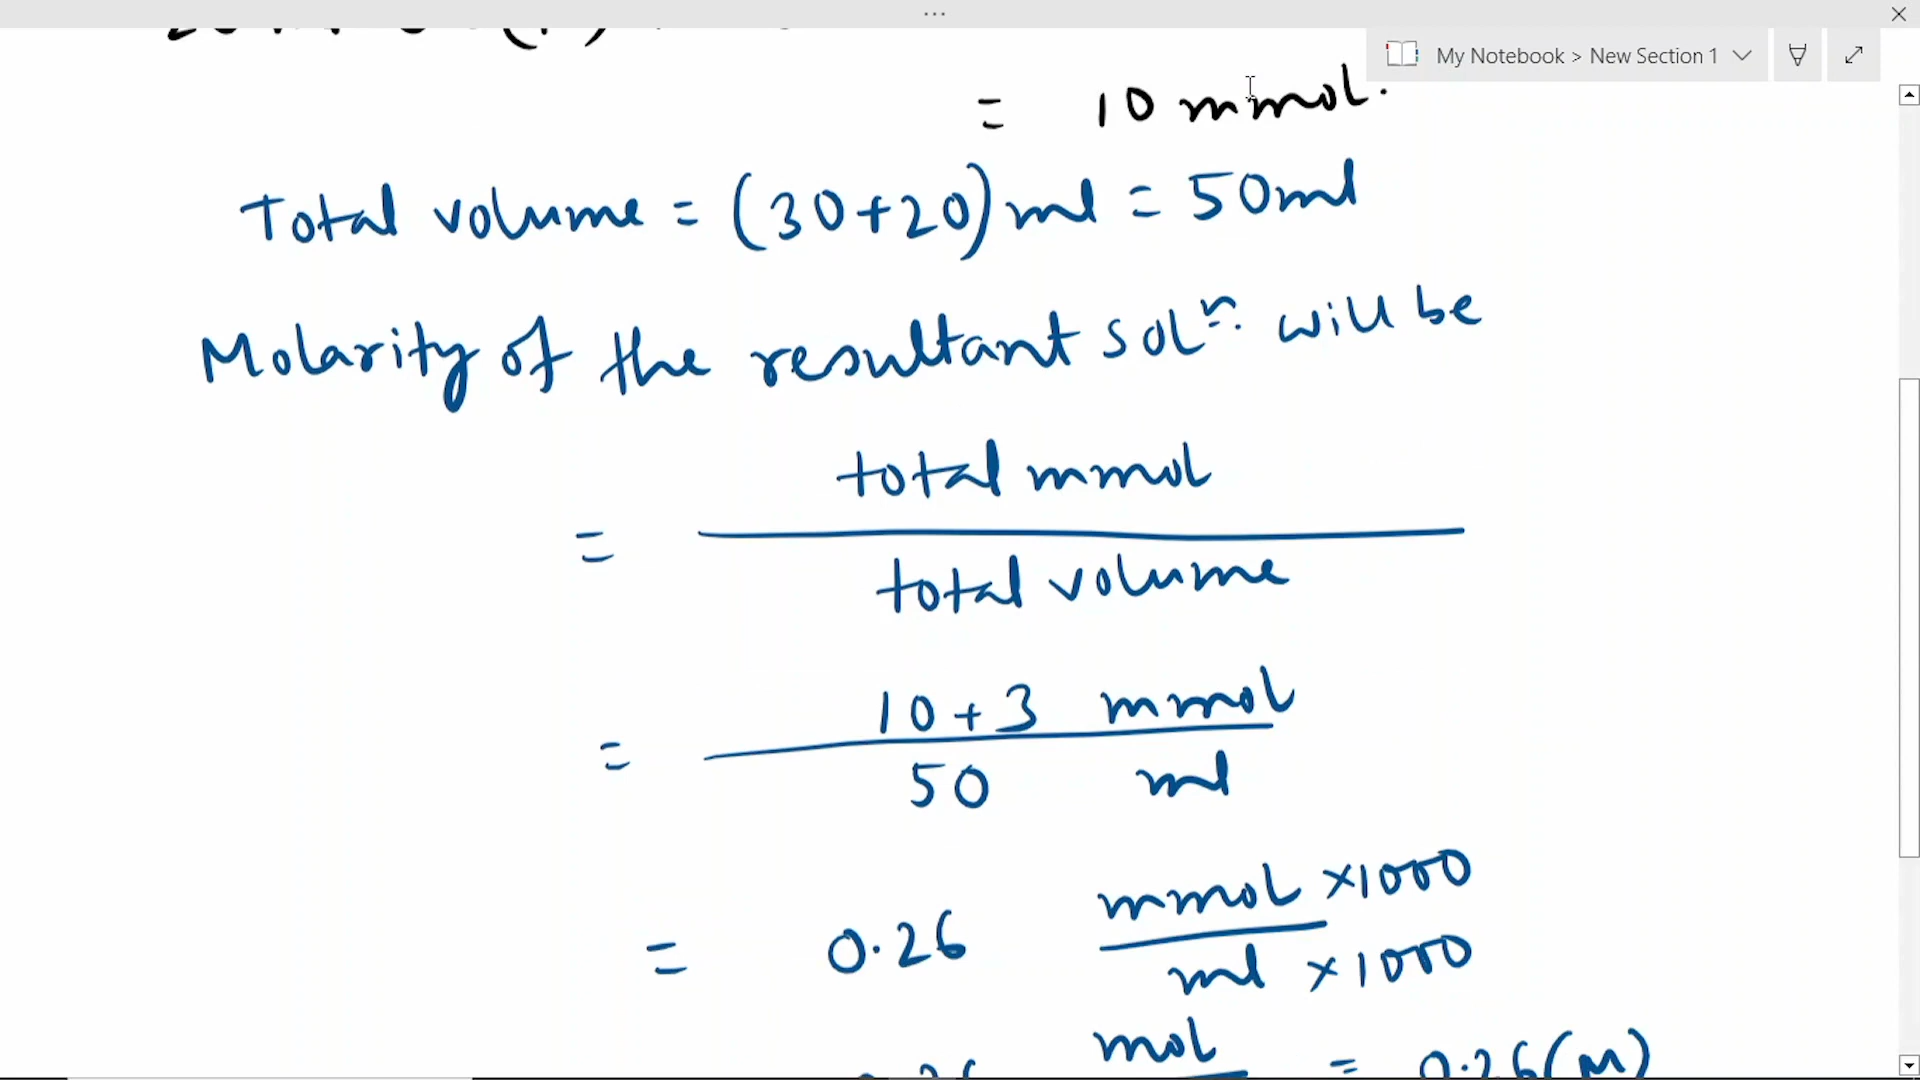 ...
My Notebook > New Section 1
= 10 mmol.
Total volume = (30+20) ml = 50ml
Molarity of the resultant solⁿ. will be
total mmol
=
total volume
10 + 3 mmol
=
50 ml
= 0.26 mmol ×1000
ml ×1000
mol
= 0.26 (M)